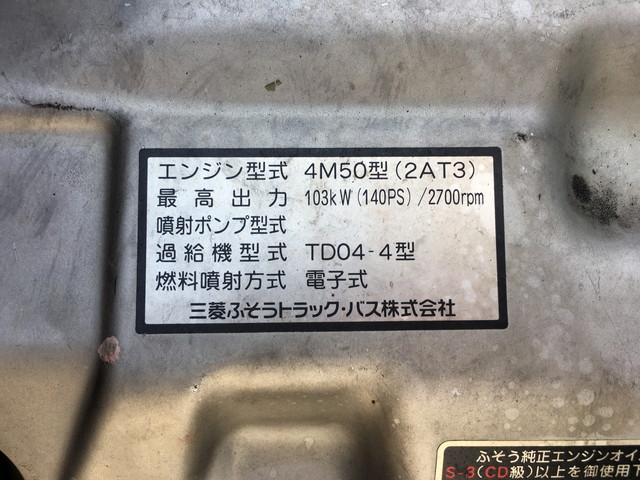 エンジン型式 4M50型(2AT3)
最高出力 103kW(140PS)/2700rpm
噴射ポンプ型式
過給機型式 TD04-4型
燃料噴射方式 電子式
三菱ふそうトラック・バス株式会社
ふそう純正エンジンオイ
S-3(CD級)以上を御使用下